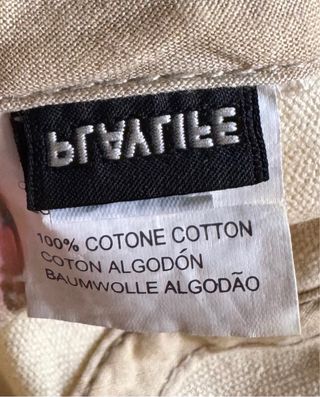 PLAYLIFE
100% COTONE COTTON
COTON ALGODÓN
BAUMWOLLE ALGODÃO